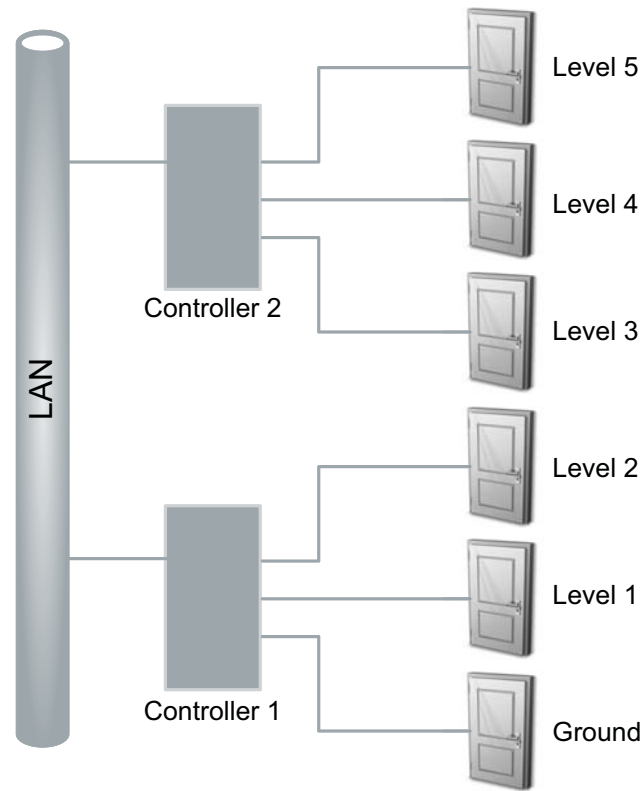 Level 5
Level 4
Controller 2
Level 3
LAN
Level 2
Level 1
Controller 1
Ground